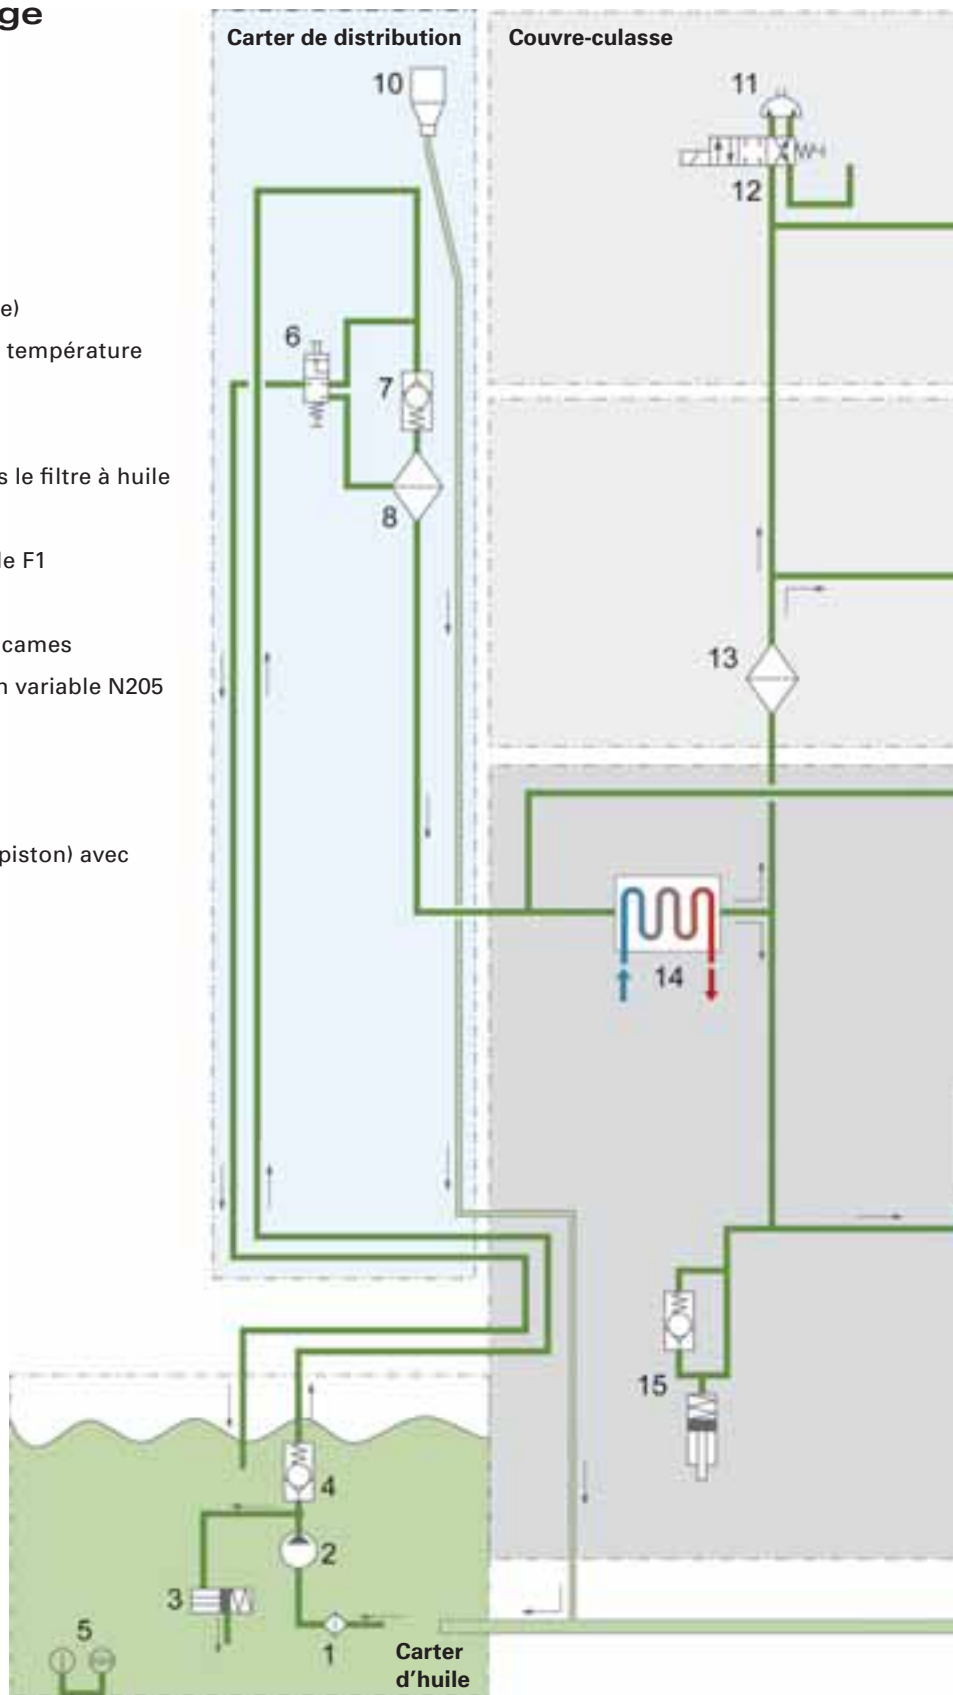 ge
Carter de distribution
Couvre-culasse
10
11
12
e)
température
6
7
s le filtre à huile
8
le F1
cames
13
n variable N205
piston) avec
14
15
4
2
3
5
1
Carter
d'huile